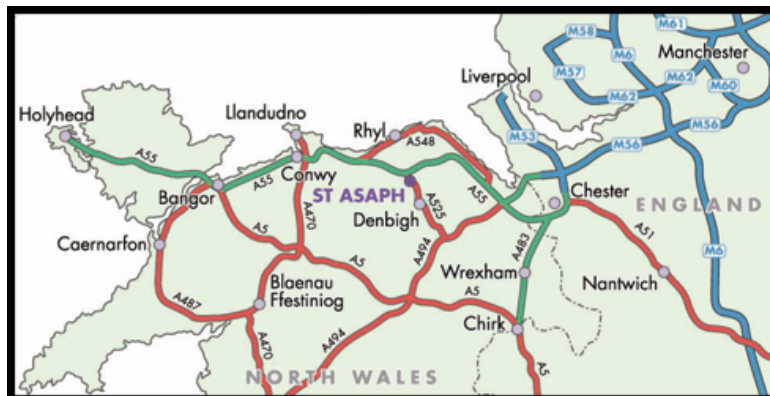 M61
M58
M6
Manchester
Liverpool
M57
M62
M62
M60
Holyhead
Llandudno
Rhyl
A548
M53
M56
M56
A55
A55
Conwy
Bangor
ST ASAPH
A55
Chester
A525
Denbigh
ENGLAND
A470
A5
A494
A483
A51
M6
Caernarfon
A5
Wrexham
Nantwich
Blaenau
Ffestiniog
A487
A5
Chirk
A470
A494
A5
NORTH WALES